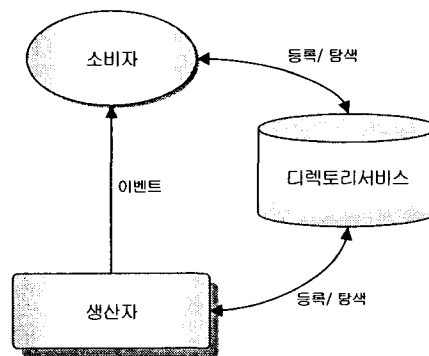 소비자
등록/ 탐색
디렉토리서비스
이벤트
생산자
등록/ 탐색